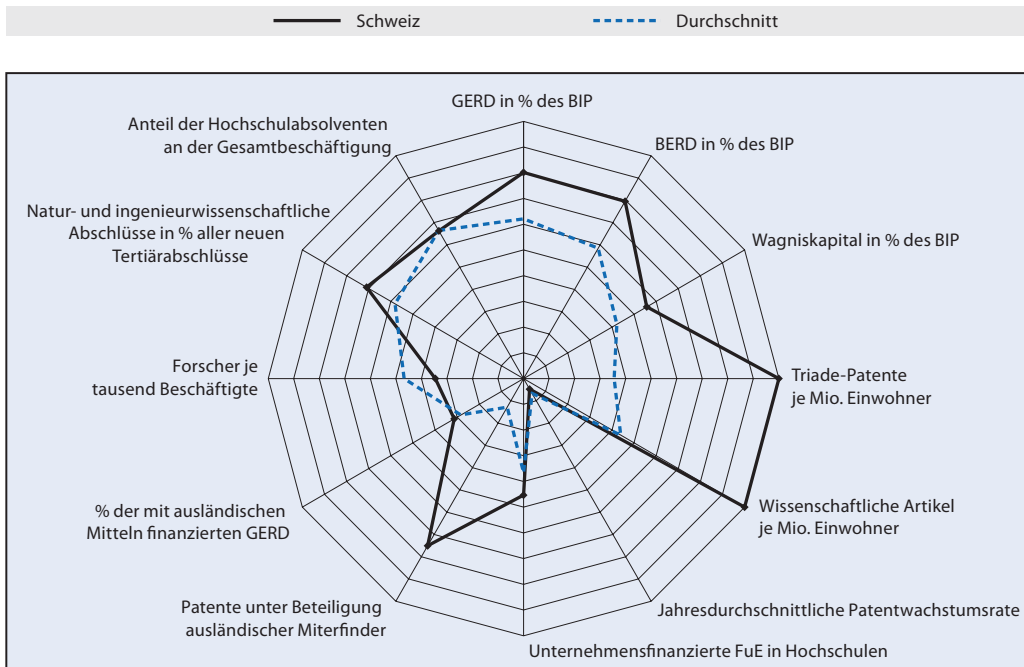 Schweiz
Durchschnitt
GERD in % des BIP
BERD in % des BIP
Wagniskapital in % des BIP
Triade-Patente
je Mio. Einwohner
Wissenschaftliche Artikel
je Mio. Einwohner
Jahresdurchschnittliche Patentwachstumsrate
Unternehmensfinanzierte FuE in Hochschulen
Patente unter Beteiligung
ausländischer Miterfinder
% der mit ausländischen
Mitteln finanzierten GERD
Forscher je
tausend Beschäftigte
Natur- und ingenieurwissenschaftliche
Abschlüsse in % aller neuen
Tertiärabschlüsse
Anteil der Hochschulabsolventen
an der Gesamtbeschäftigung